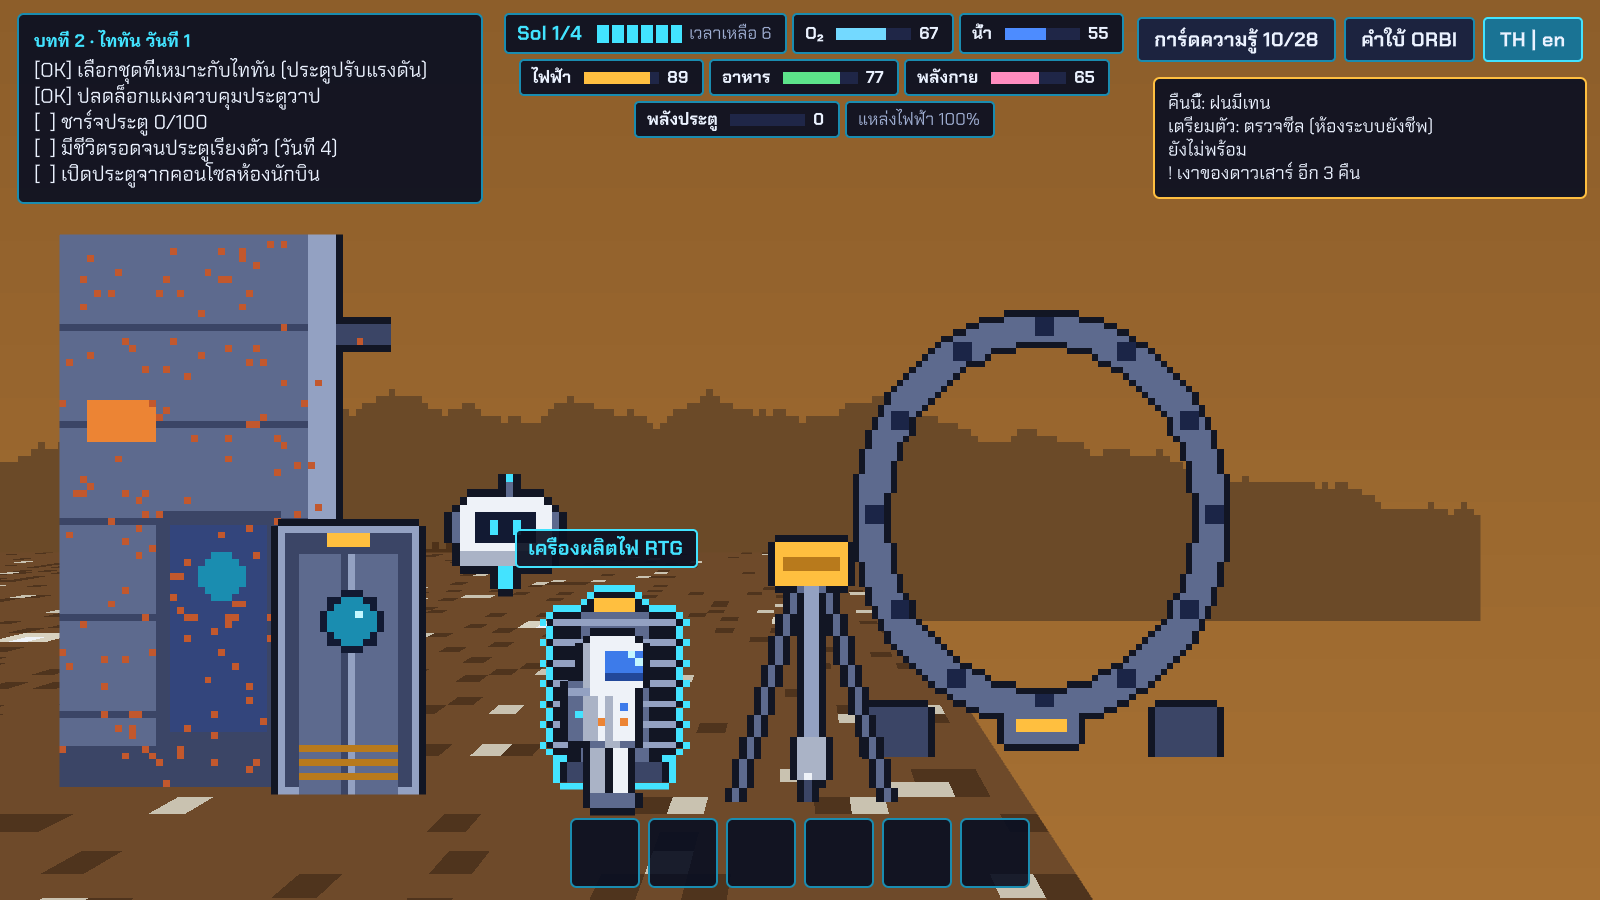 บทที่ 2 · ไททัน วันที่ 1
[OK] เลือกชุดที่เหมาะกับไททัน (ประตูปรับแรงดัน)
[OK] ปลดล็อกแผงควบคุมประตูวาป
[ ] ชาร์จประตู 0/100
[ ] มีชีวิตรอดจนประตูเรียงตัว (วันที่ 4)
[ ] เปิดประตูจากคอนโซลห้องนักบิน
Sol 1/4 เวลาเหลือ 6
O₂ 67
น้ำ 55
ไฟฟ้า 89
อาหาร 77
พลังกาย 65
พลังประตู 0
แหล่งไฟฟ้า 100%
การ์ดความรู้ 10/28
คำใบ้ ORBI
TH | en
คืนนี้: ฝนมีเทน
เตรียมตัว: ตรวจซีล (ห้องระบบยังชีพ)
ยังไม่พร้อม
! เงาของดาวเสาร์ อีก 3 คืน
เครื่องผลิตไฟ RTG